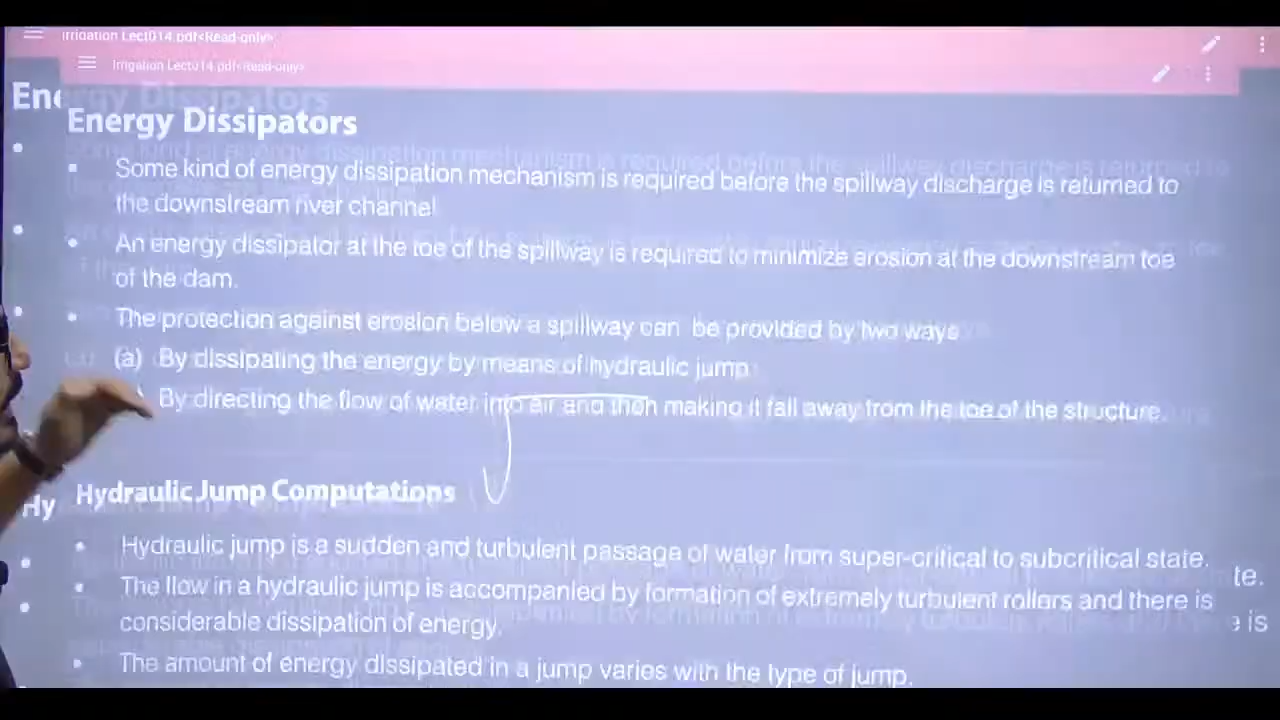 Irrigation Lect014.pdf<Read-only>
Irrigation Lect014.pdf<Read-only>
Energy Dissipators
• Some kind of energy dissipation mechanism is required before the spillway discharge is returned to
the downstream river channel
• An energy dissipator at the toe of the spillway is required to minimize erosion at the downstream toe
of the dam.
• The protection against erosion below a spillway can be provided by two ways
(a) By dissipating the energy by means of hydraulic jump
By directing the flow of water into air and then making it fall away from the toe of the structure.
Hydraulic Jump Computations
• Hydraulic jump is a sudden and turbulent passage of water from super-critical to subcritical state.
• The flow in a hydraulic jump is accompanied by formation of extremely turbulent rollers and there is
considerable dissipation of energy.
• The amount of energy dissipated in a jump varies with the type of jump.